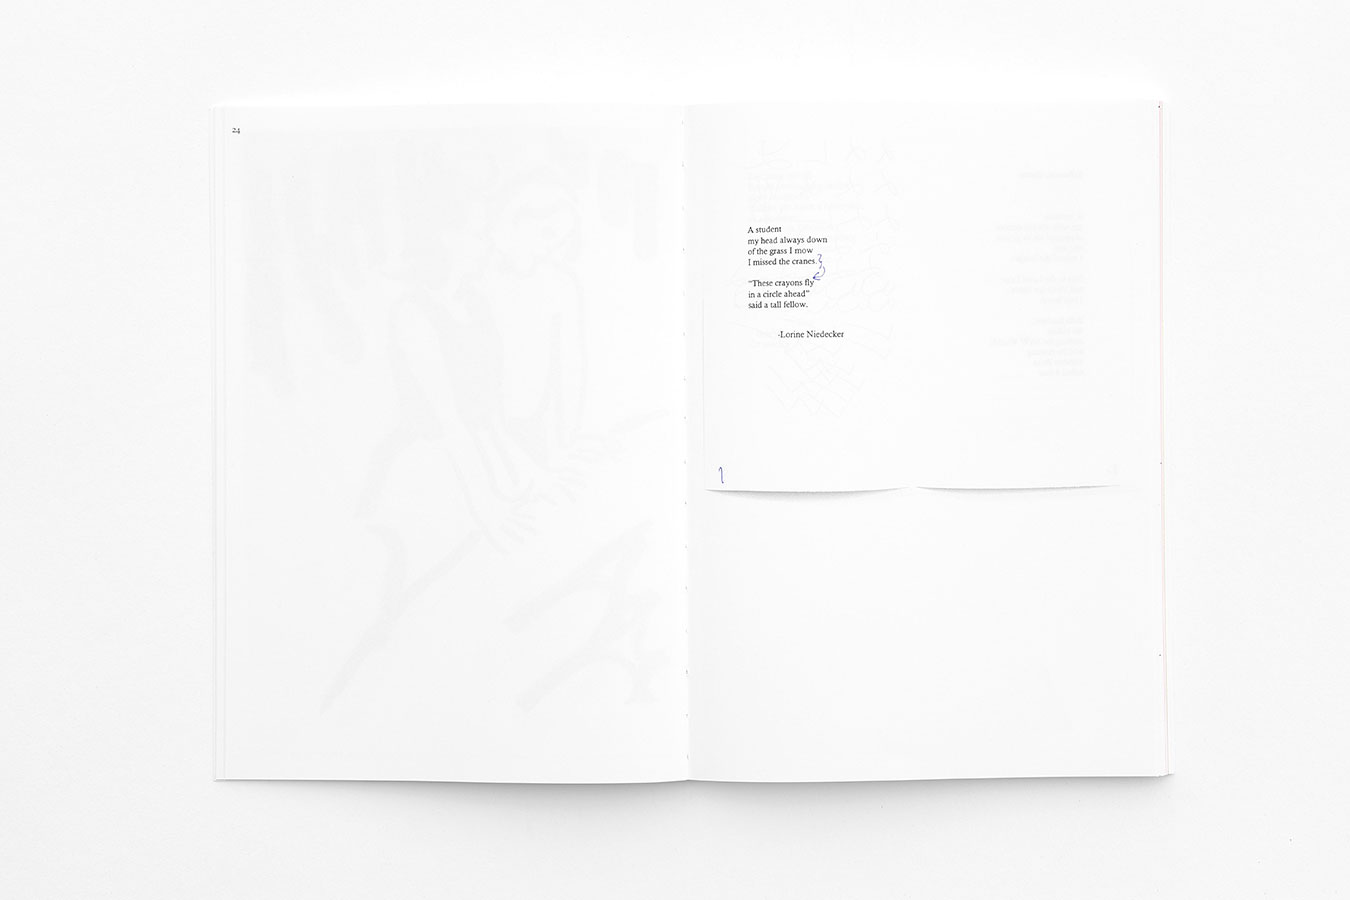 24
A student
my head always down
of the grass I mow
I missed the cranes.

"These crayons fly
in a circle ahead"
said a tall fellow.

-Lorine Niedecker